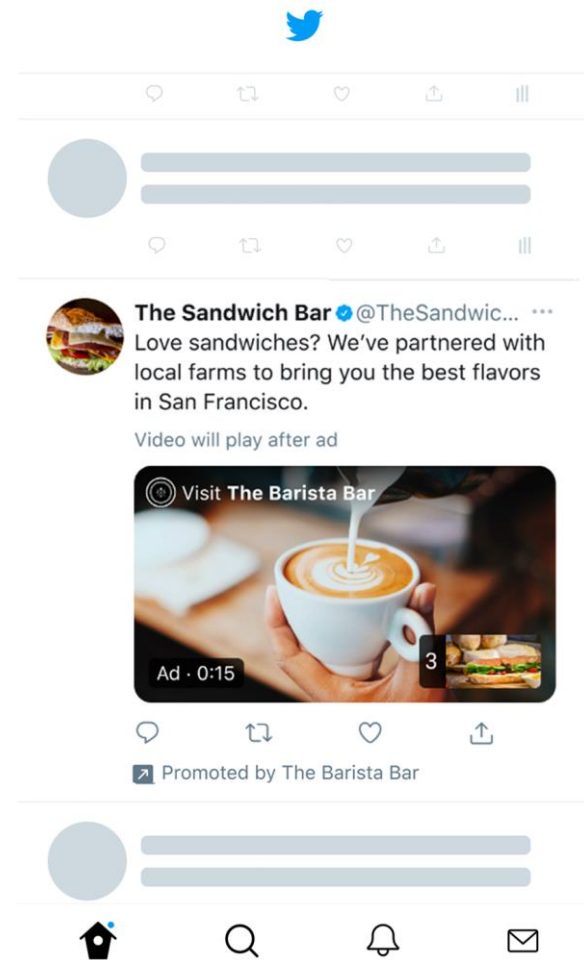 The Sandwich Bar @TheSandwic... ...
Love sandwiches? We’ve partnered with
local farms to bring you the best flavors
in San Francisco.
Video will play after ad
Visit The Barista Bar
Ad · 0:15
3
Promoted by The Barista Bar